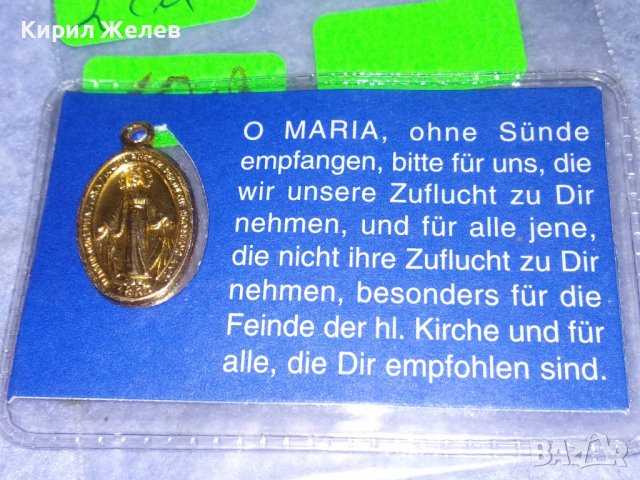 Кирил Желев
O MARIA, ohne Sünde
empfangen, bitte für uns, die
wir unsere Zuflucht zu Dir
nehmen, und für alle jene,
die nicht ihre Zuflucht zu Dir
nehmen, besonders für die
Feinde der hl. Kirche und für
alle, die Dir empfohlen sind.
BAZAR